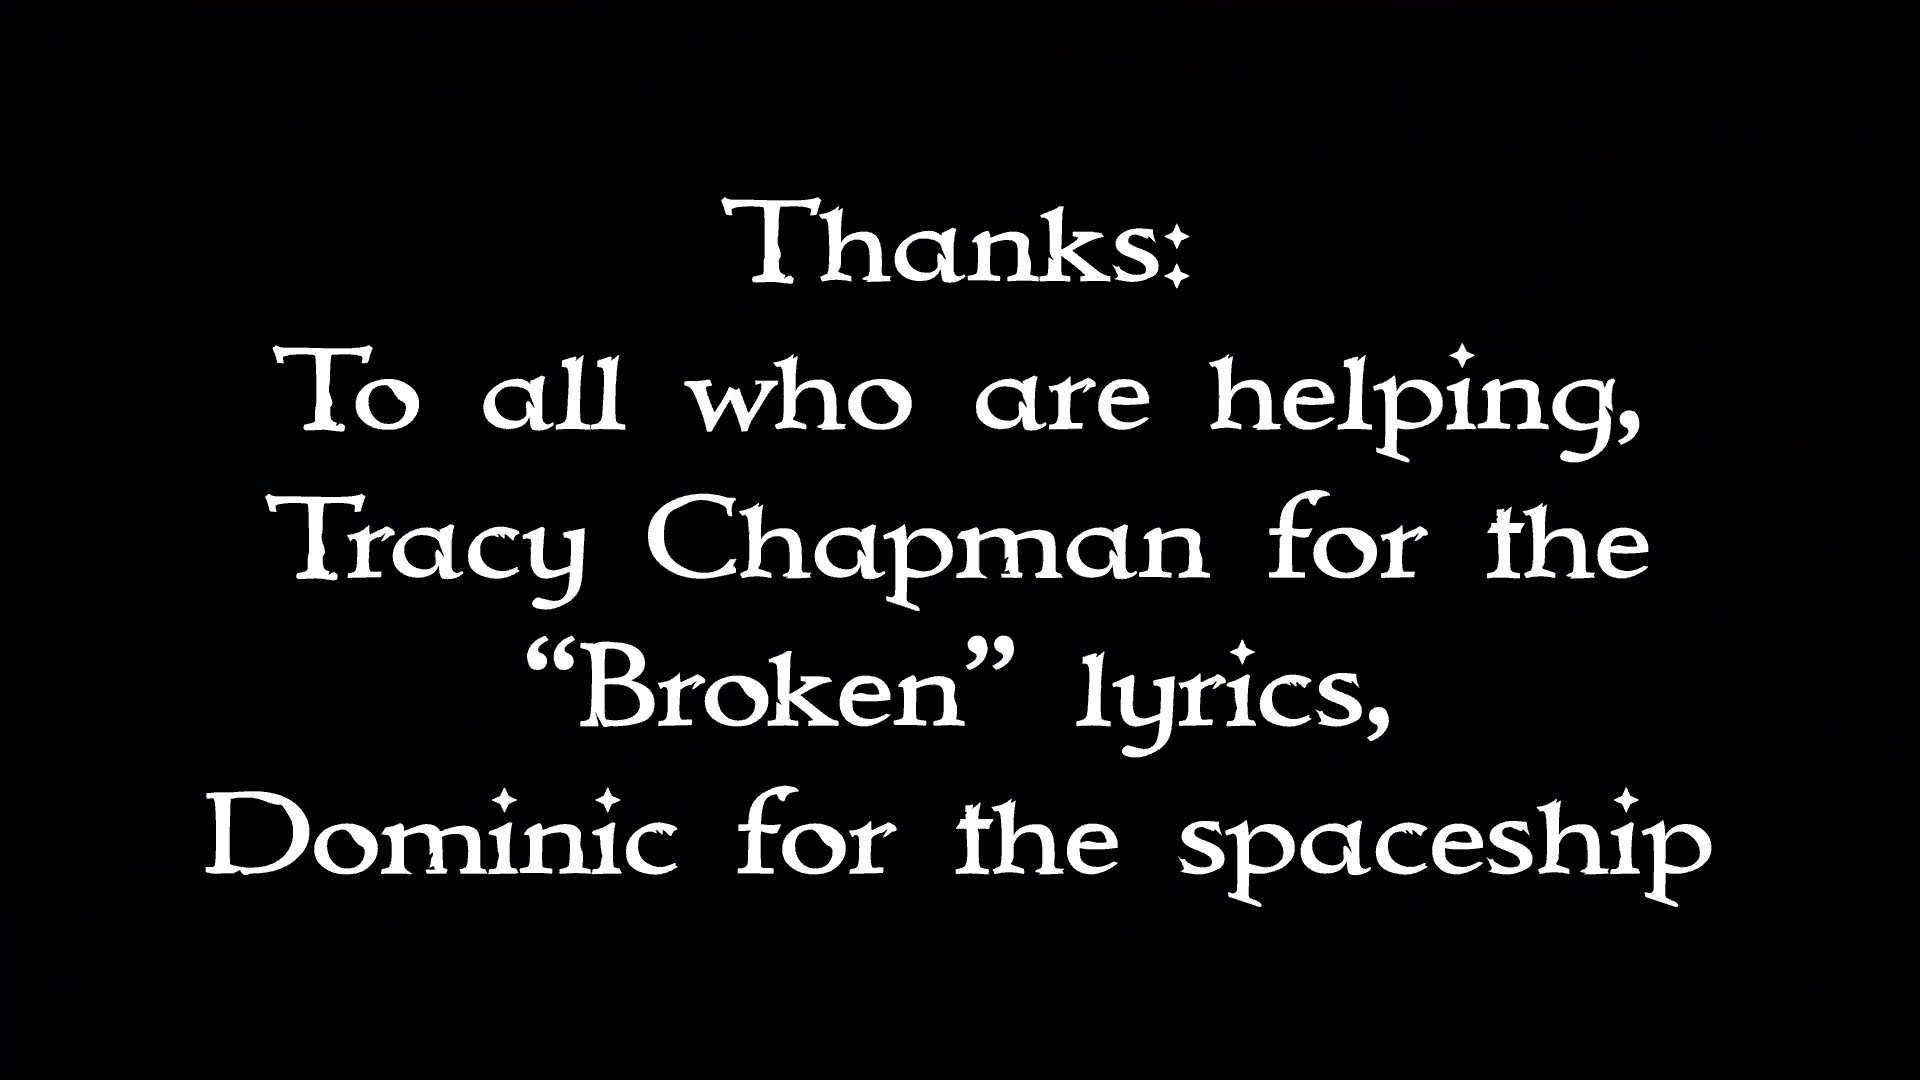 Thanks:
To all who are helping,
Tracy Chapman for the
“Broken” lyrics,
Dominic for the spaceship